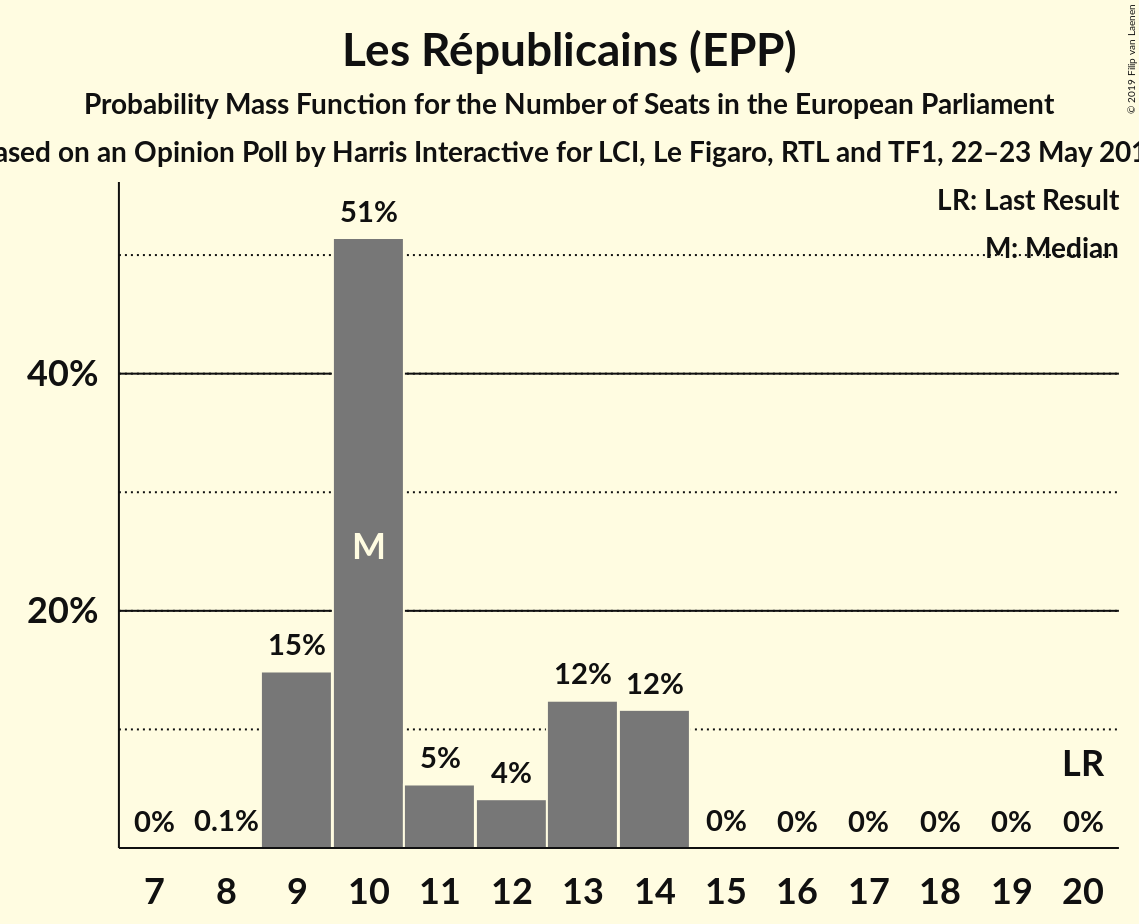 Les Républicains (EPP)
Probability Mass Function for the Number of Seats in the European Parliament
ased on an Opinion Poll by Harris Interactive for LCI, Le Figaro, RTL and TF1, 22–23 May 201
© 2019 Filip van Laenen
LR: Last Result
M: Median
51%
40%
M
20%
15%
12%
12%
5%
4%
LR
0%
0.1%
0%
0%
0%
0%
0%
0%
7 8 9 10 11 12 13 14 15 16 17 18 19 20